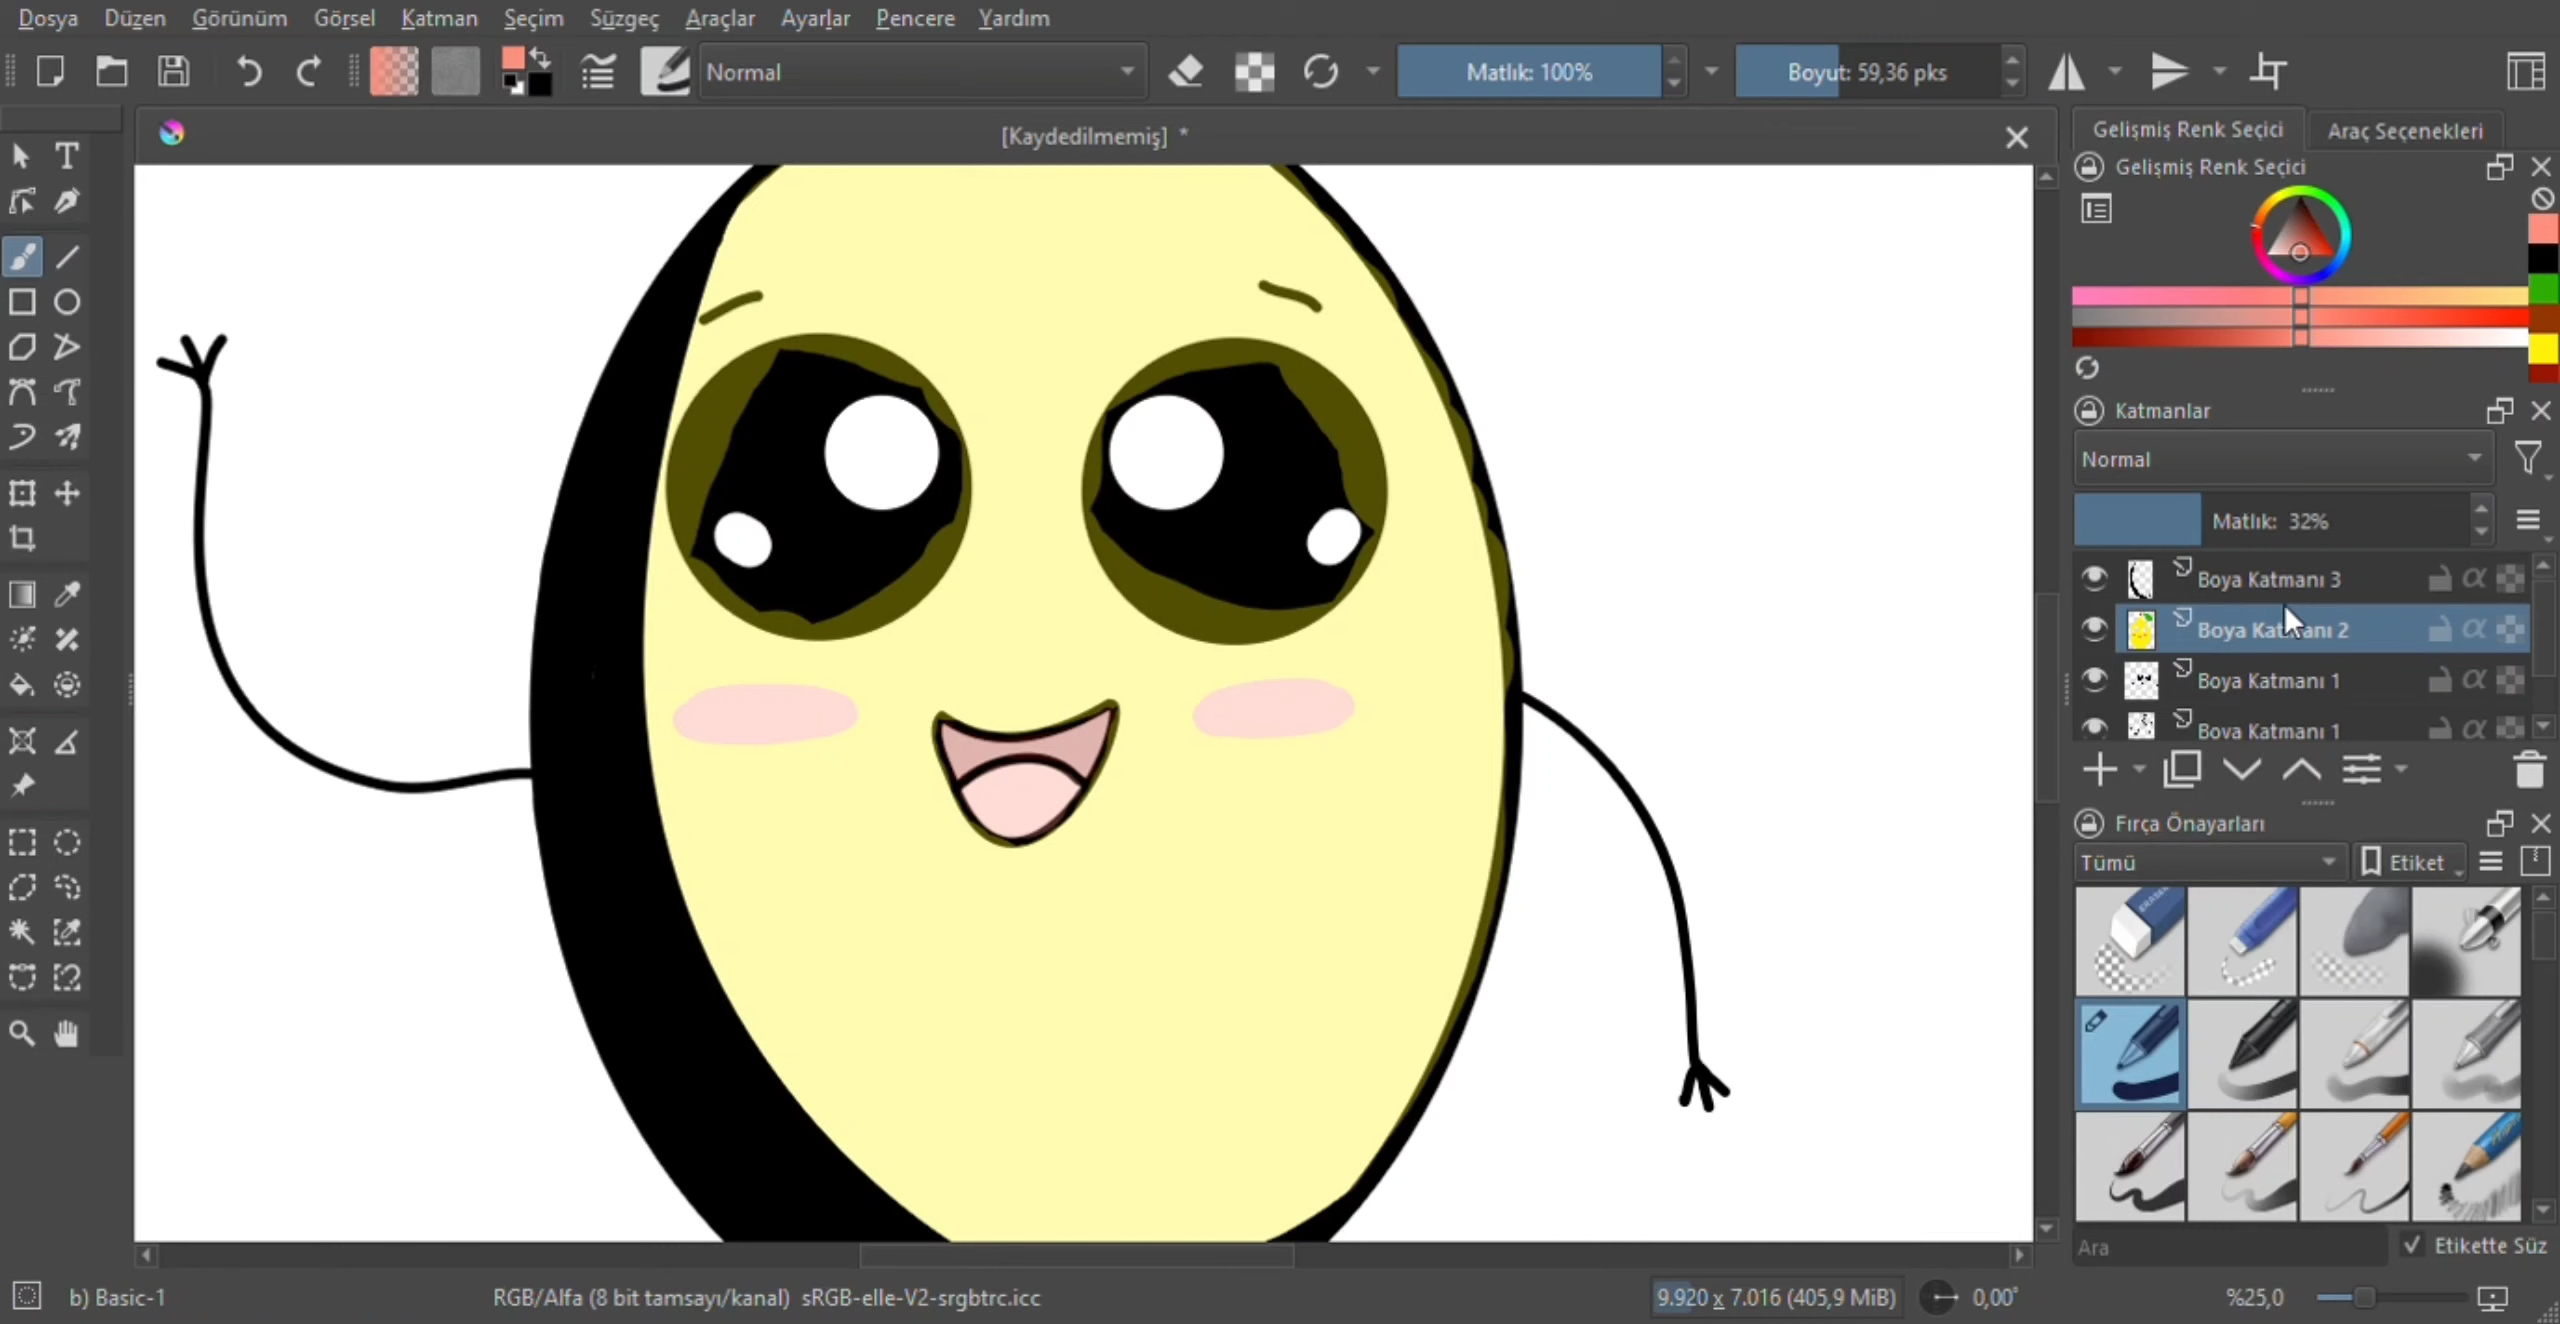 Dosya Düzen Görünüm Görsel Katman Seçim Süzgeç Araçlar Ayarlar Pencere Yardım
Normal
Matlık: 100%
Boyut: 59,36 pks
[Kaydedilmemiş] *
Gelişmiş Renk Seçici
Araç Seçenekleri
Gelişmiş Renk Seçici
Katmanlar
Normal
Matlık: 32%
Boya Katmanı 3
Boya Katmanı 2
Boya Katmanı 1
Boya Katmanı 1
Fırça Önayarları
Tümü
Etiket
Ara
Etikette Süz
b) Basic-1
RGB/Alfa (8 bit tamsayı/kanal) sRGB-elle-V2-srgbtrc.icc
9.920 x 7.016 (405,9 MiB)
0,00°
%25,0